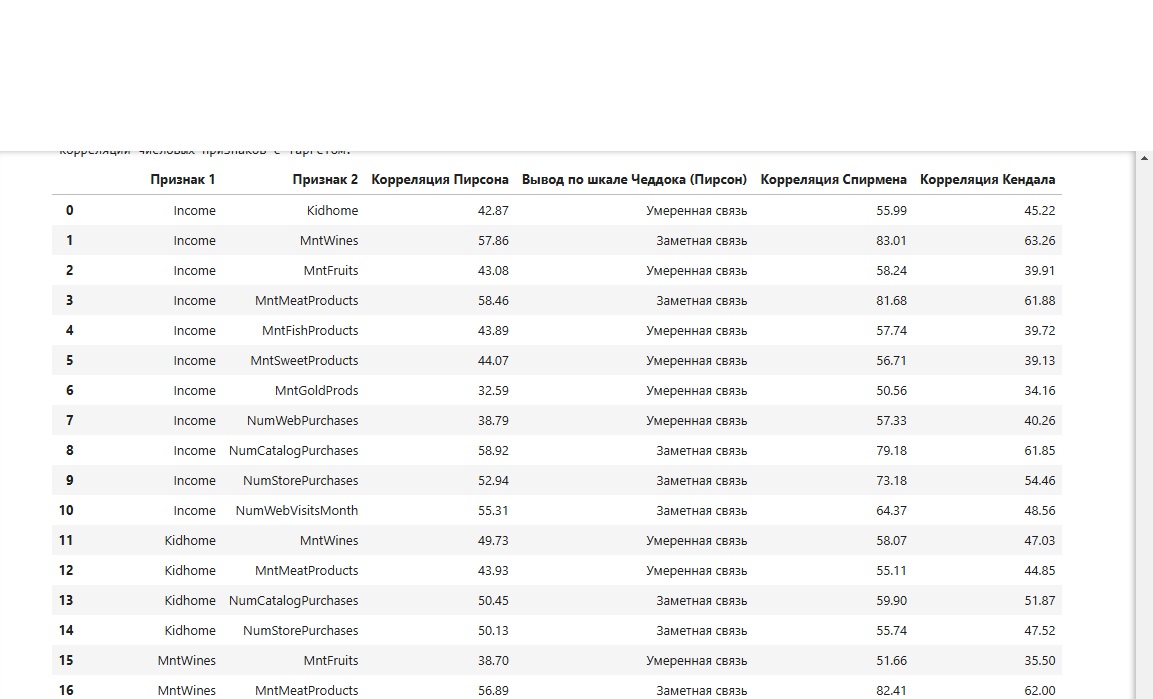 корреляции числовых признаков с таргетом:
Признак 1 Признак 2 Корреляция Пирсона Вывод по шкале Чеддока (Пирсон) Корреляция Спирмена Корреляция Кендала
0 Income Kidhome 42.87 Умеренная связь 55.99 45.22
1 Income MntWines 57.86 Заметная связь 83.01 63.26
2 Income MntFruits 43.08 Умеренная связь 58.24 39.91
3 Income MntMeatProducts 58.46 Заметная связь 81.68 61.88
4 Income MntFishProducts 43.89 Умеренная связь 57.74 39.72
5 Income MntSweetProducts 44.07 Умеренная связь 56.71 39.13
6 Income MntGoldProds 32.59 Умеренная связь 50.56 34.16
7 Income NumWebPurchases 38.79 Умеренная связь 57.33 40.26
8 Income NumCatalogPurchases 58.92 Заметная связь 79.18 61.85
9 Income NumStorePurchases 52.94 Заметная связь 73.18 54.46
10 Income NumWebVisitsMonth 55.31 Заметная связь 64.37 48.56
11 Kidhome MntWines 49.73 Умеренная связь 58.07 47.03
12 Kidhome MntMeatProducts 43.93 Умеренная связь 55.11 44.85
13 Kidhome NumCatalogPurchases 50.45 Заметная связь 59.90 51.87
14 Kidhome NumStorePurchases 50.13 Заметная связь 55.74 47.52
15 MntWines MntFruits 38.70 Умеренная связь 51.66 35.50
16 MntWines MntMeatProducts 56.89 Заметная связь 82.41 62.00